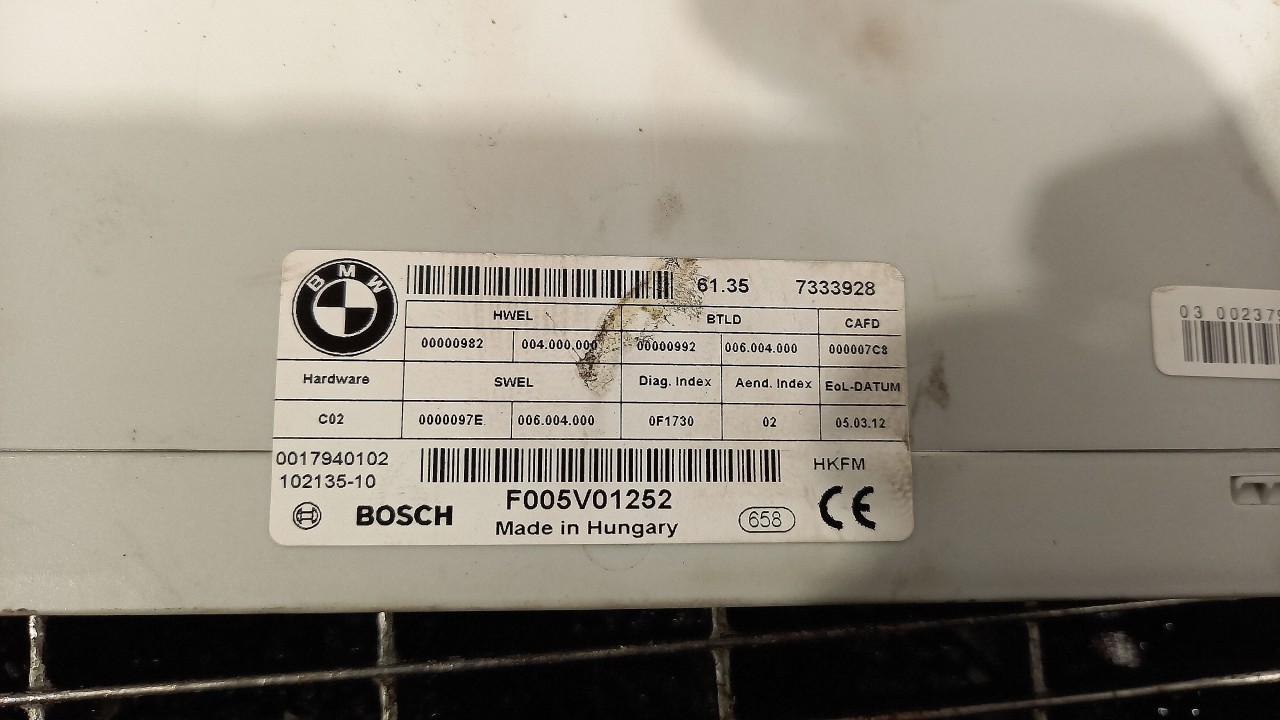 BMW
61.35 7333928
HWEL BTLD CAFD
00000982 004.000.000 00000992 006.004.000 000007C8
Hardware SWEL Diag. Index Aend. Index EoL-DATUM
C02 0000097E 006.004.000 0F1730 02 05.03.12
0017940102 HKFM
102135-10
F005V01252
BOSCH Made in Hungary 658 CE
03 00237